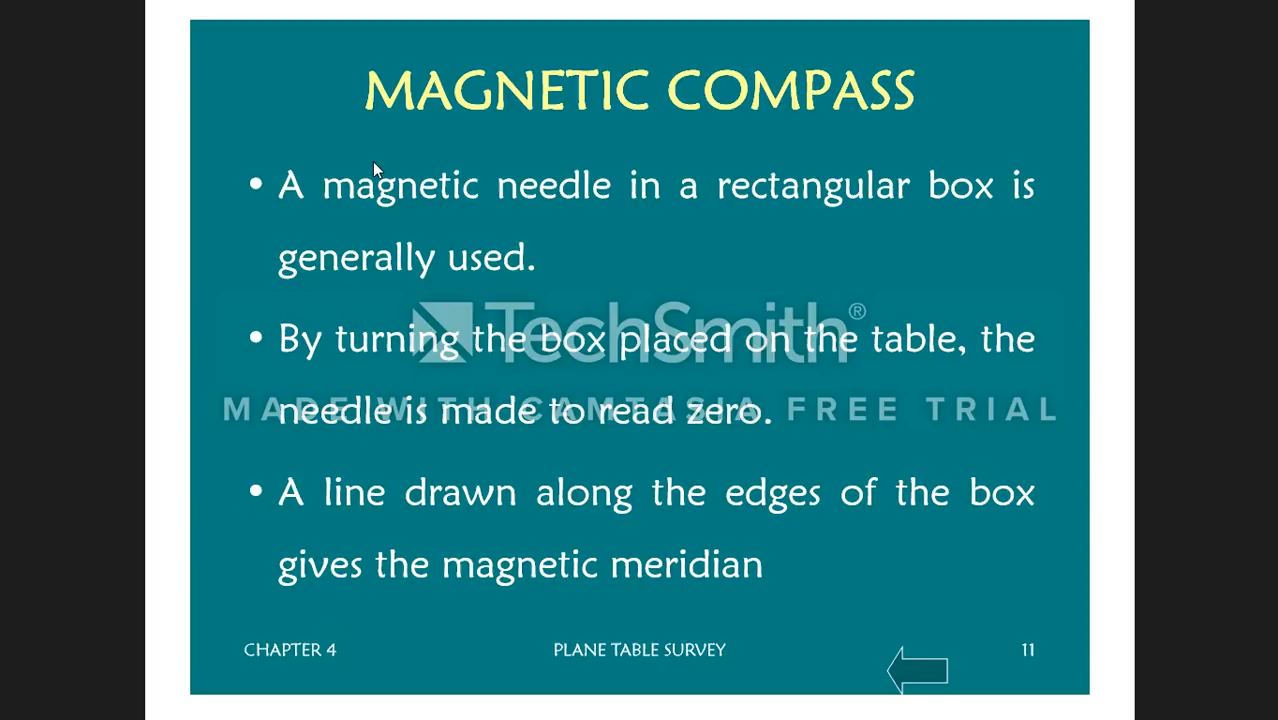 MAGNETIC COMPASS
• A magnetic needle in a rectangular box is
generally used.
• By turning the box placed on the table, the
needle is made to read zero.
• A line drawn along the edges of the box
gives the magnetic meridian
TechSmith®
MADE WITH CAMTASIA FREE TRIAL
CHAPTER 4
PLANE TABLE SURVEY
11